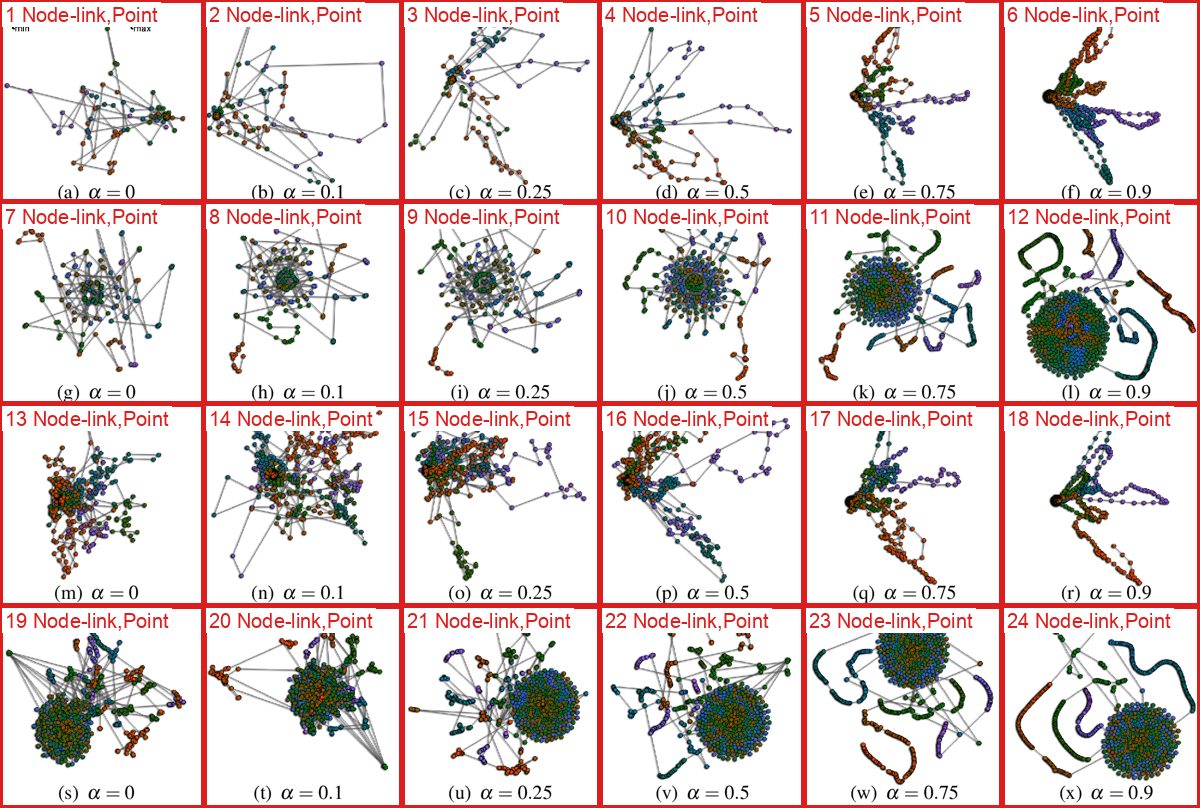 1 Node-link,Point
2 Node-link,Point
3 Node-link,Point
4 Node-link,Point
5 Node-link,Point
6 Node-link,Point
min max
(a) α = 0
(b) α = 0.1
(c) α = 0.25
(d) α = 0.5
(e) α = 0.75
(f) α = 0.9
7 Node-link,Point
8 Node-link,Point
9 Node-link,Point
10 Node-link,Point
11 Node-link,Point
12 Node-link,Point
(g) α = 0
(h) α = 0.1
(i) α = 0.25
(j) α = 0.5
(k) α = 0.75
(l) α = 0.9
13 Node-link,Point
14 Node-link,Point
15 Node-link,Point
16 Node-link,Point
17 Node-link,Point
18 Node-link,Point
(m) α = 0
(n) α = 0.1
(o) α = 0.25
(p) α = 0.5
(q) α = 0.75
(r) α = 0.9
19 Node-link,Point
20 Node-link,Point
21 Node-link,Point
22 Node-link,Point
23 Node-link,Point
24 Node-link,Point
(s) α = 0
(t) α = 0.1
(u) α = 0.25
(v) α = 0.5
(w) α = 0.75
(x) α = 0.9